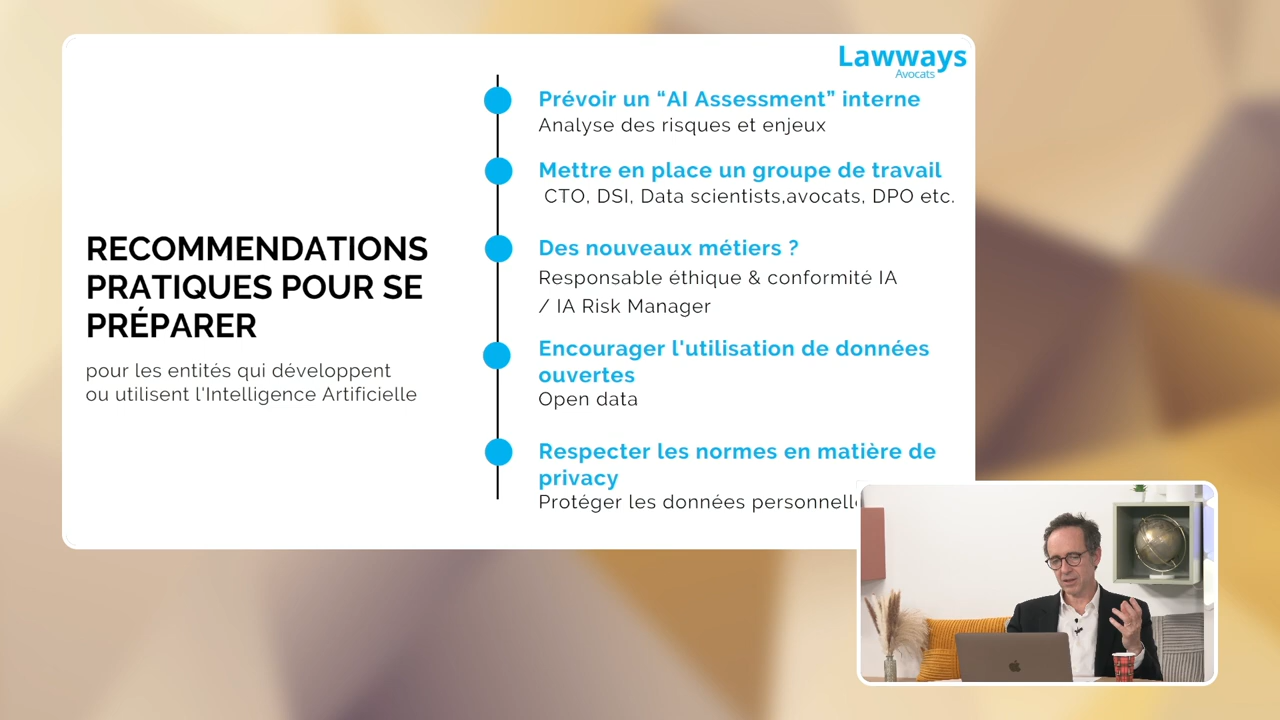 Lawways
Avocats
RECOMMENDATIONS
PRATIQUES POUR SE
PRÉPARER
pour les entités qui développent
ou utilisent l'Intelligence Artificielle
Prévoir un “AI Assessment” interne
Analyse des risques et enjeux
Mettre en place un groupe de travail
CTO, DSI, Data scientists,avocats, DPO etc.
Des nouveaux métiers ?
Responsable éthique & conformité IA
/ IA Risk Manager
Encourager l'utilisation de données
ouvertes
Open data
Respecter les normes en matière de
privacy
Protéger les données